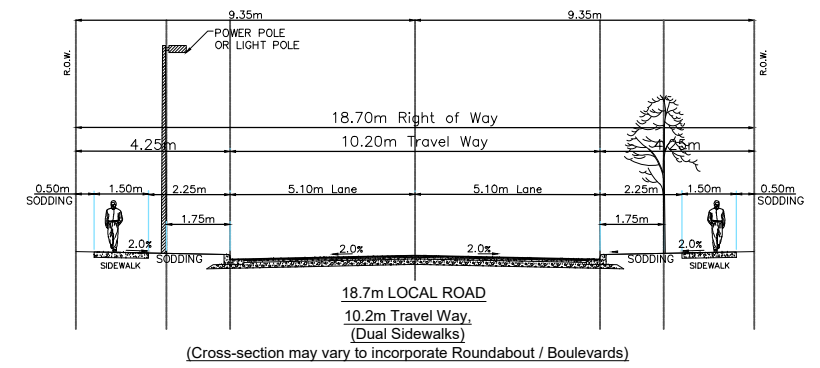 9.35m 9.35m
POWER POLE
OR LIGHT POLE
R.O.W. R.O.W.
18.70m Right of Way
4.25m 10.20m Travel Way 4.25m
0.50m 1.50m 2.25m 5.10m Lane 5.10m Lane 2.25m 1.50m 0.50m
SODDING SODDING
1.75m 1.75m
2.0% 2.0% 2.0% 2.0%
SODDING SODDING
SIDEWALK SIDEWALK
18.7m LOCAL ROAD
10.2m Travel Way,
(Dual Sidewalks)
(Cross-section may vary to incorporate Roundabout / Boulevards)